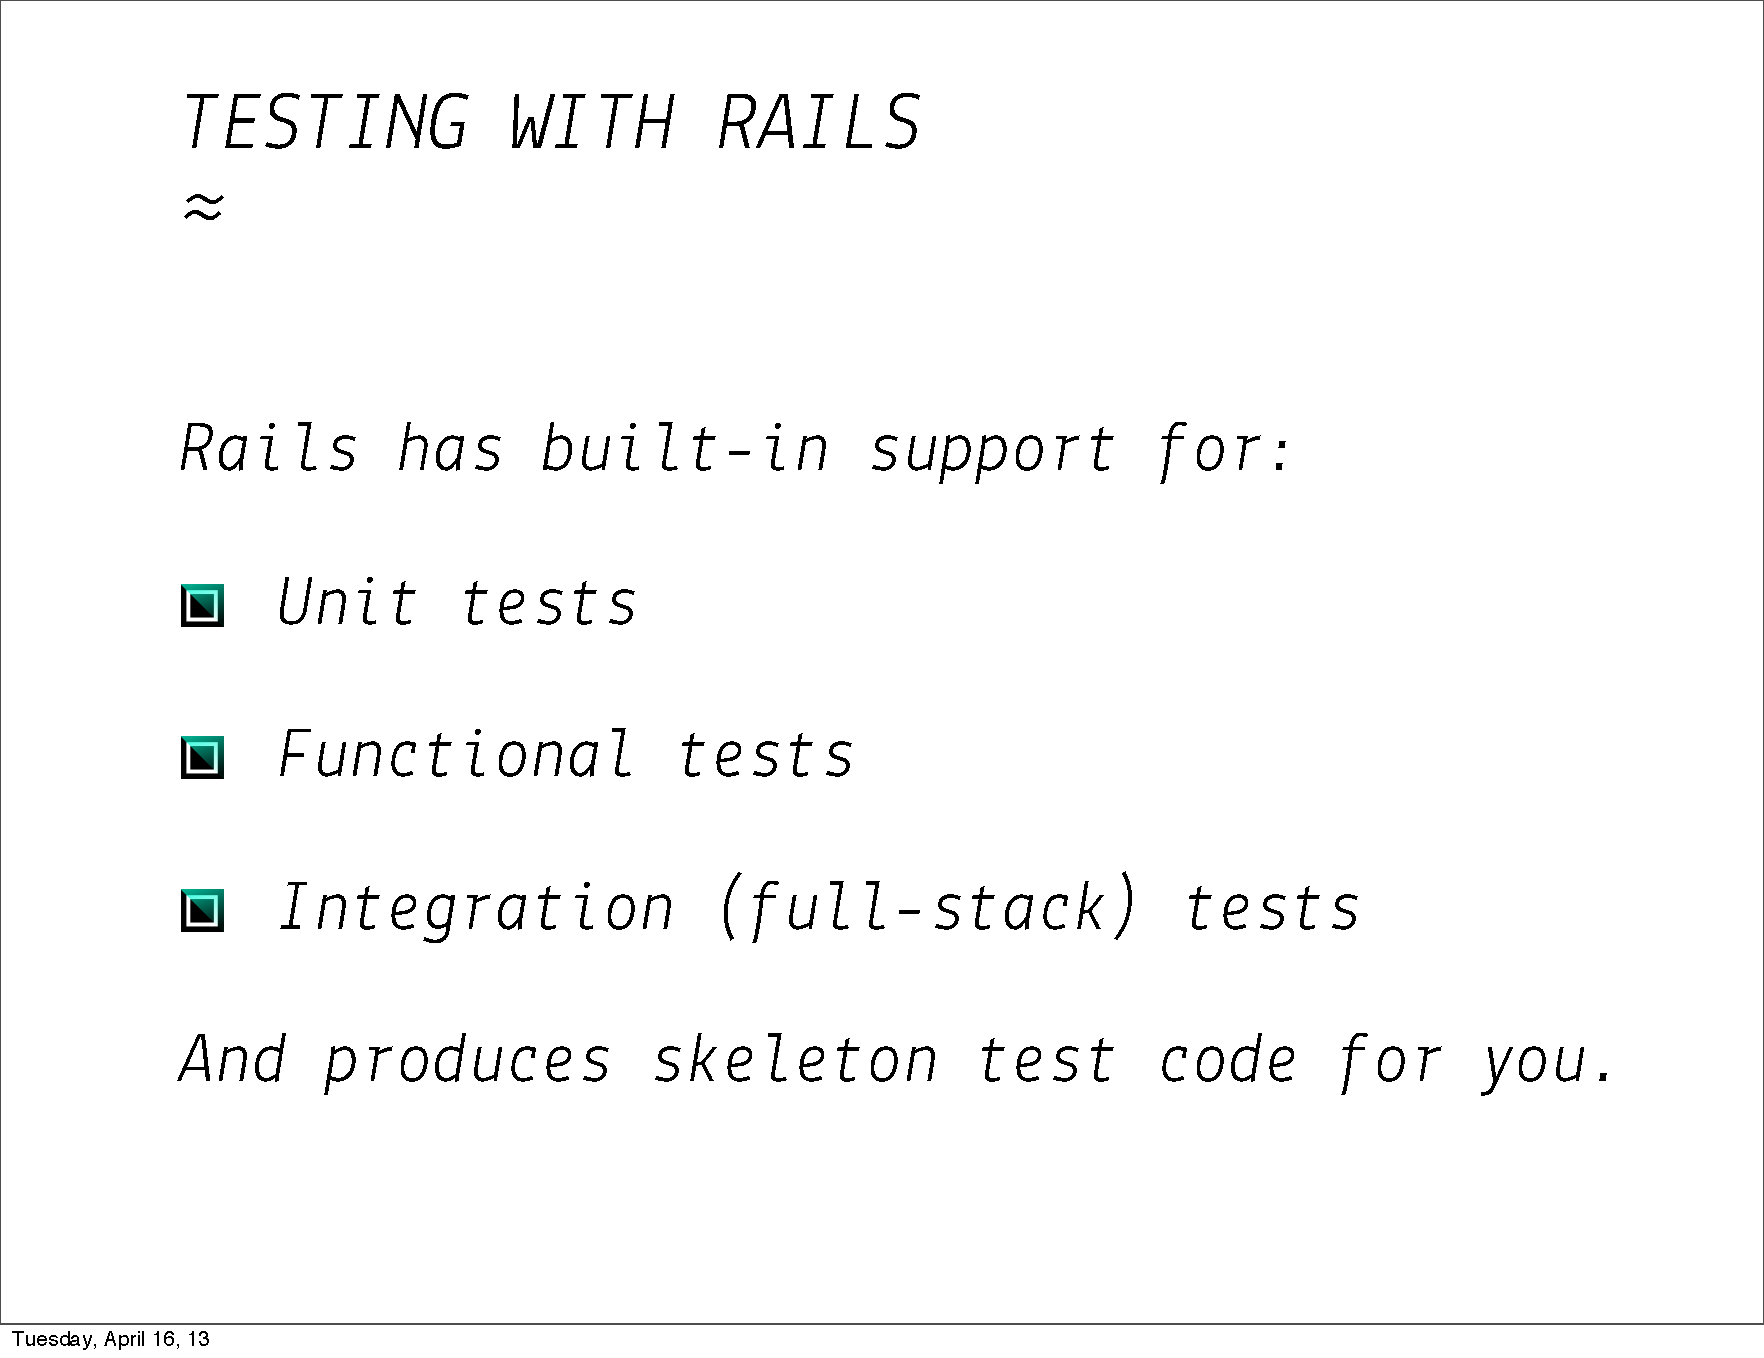 TESTING WITH RAILS
≈
Rails has built-in support for:
Unit tests
Functional tests
Integration (full-stack) tests
And produces skeleton test code for you.
Tuesday, April 16, 13